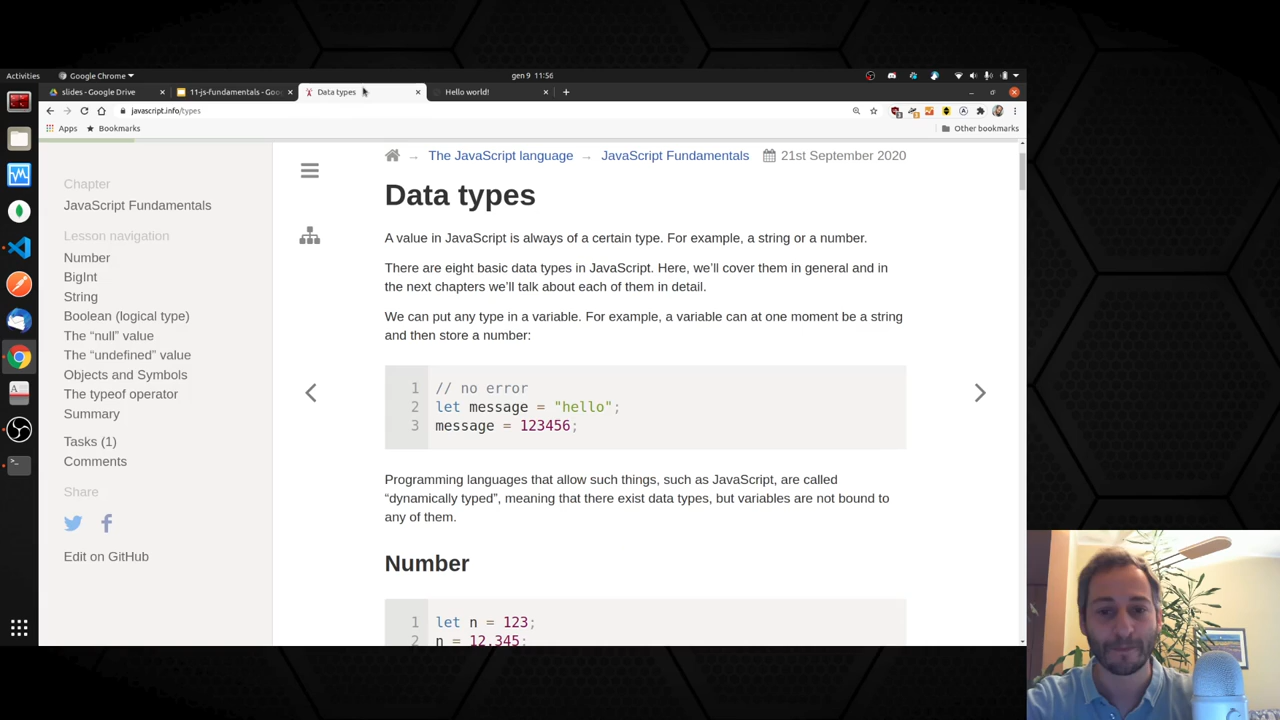 Activities
Google Chrome
gen 9 11:56
slides - Google Drive
11-js-fundamentals - Goo
Data types
Hello world!
javascript.info/types
Apps
Bookmarks
Other bookmarks
Chapter
JavaScript Fundamentals
Lesson navigation
Number
BigInt
String
Boolean (logical type)
The “null” value
The “undefined” value
Objects and Symbols
The typeof operator
Summary
Tasks (1)
Comments
Share
Edit on GitHub
→ The JavaScript language → JavaScript Fundamentals
21st September 2020
Data types
A value in JavaScript is always of a certain type. For example, a string or a number.
There are eight basic data types in JavaScript. Here, we’ll cover them in general and in
the next chapters we’ll talk about each of them in detail.
We can put any type in a variable. For example, a variable can at one moment be a string
and then store a number:
1 // no error
2 let message = "hello";
3 message = 123456;
Programming languages that allow such things, such as JavaScript, are called
“dynamically typed”, meaning that there exist data types, but variables are not bound to
any of them.
Number
1 let n = 123;
2 n = 12.345;